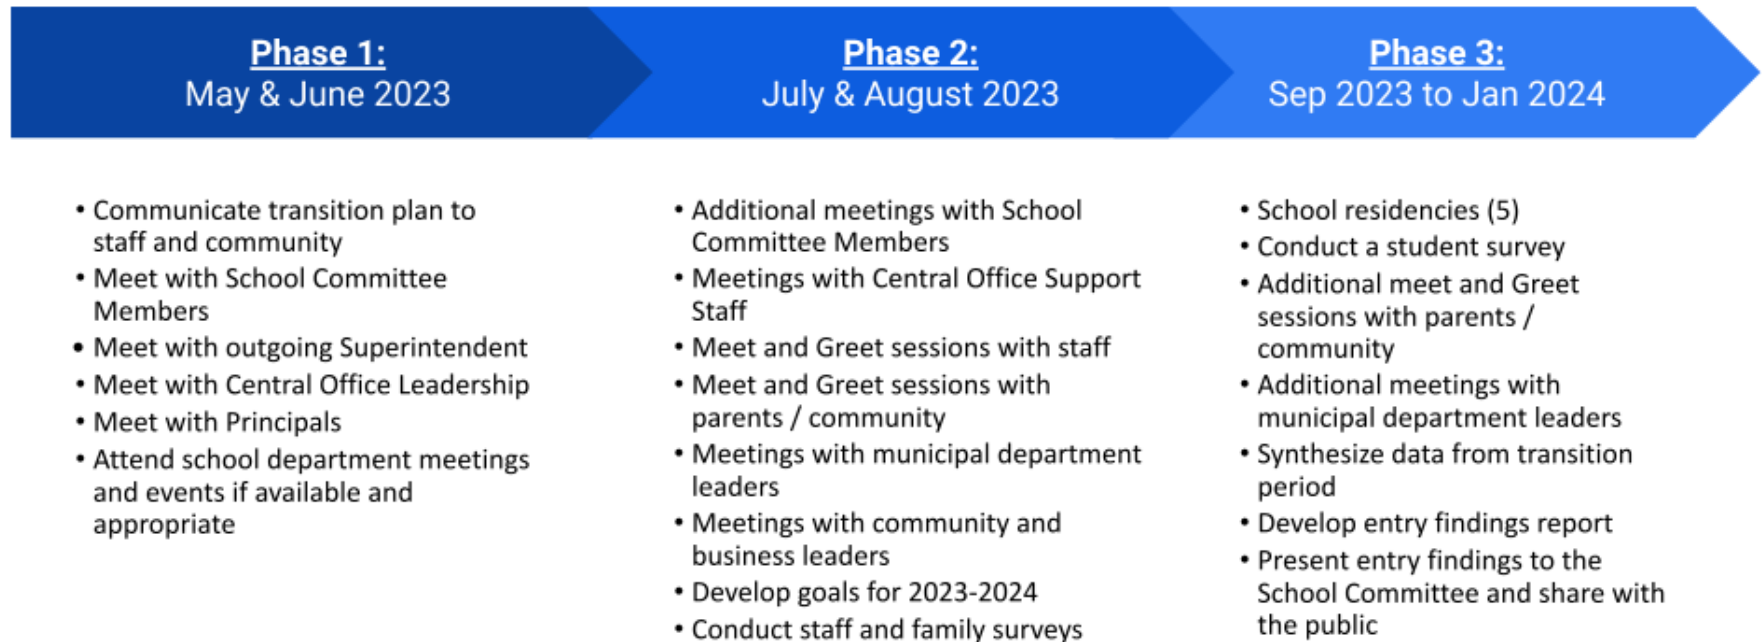 Phase 1:
May & June 2023
• Communicate transition plan to
staff and community
• Meet with School Committee
Members
• Meet with outgoing Superintendent
• Meet with Central Office Leadership
• Meet with Principals
• Attend school department meetings
and events if available and
appropriate
Phase 2:
July & August 2023
• Additional meetings with School
Committee Members
• Meetings with Central Office Support
Staff
• Meet and Greet sessions with staff
• Meet and Greet sessions with
parents / community
• Meetings with municipal department
leaders
• Meetings with community and
business leaders
• Develop goals for 2023-2024
• Conduct staff and family surveys
Phase 3:
Sep 2023 to Jan 2024
• School residencies (5)
• Conduct a student survey
• Additional meet and Greet
sessions with parents /
community
• Additional meetings with
municipal department leaders
• Synthesize data from transition
period
• Develop entry findings report
• Present entry findings to the
School Committee and share with
the public